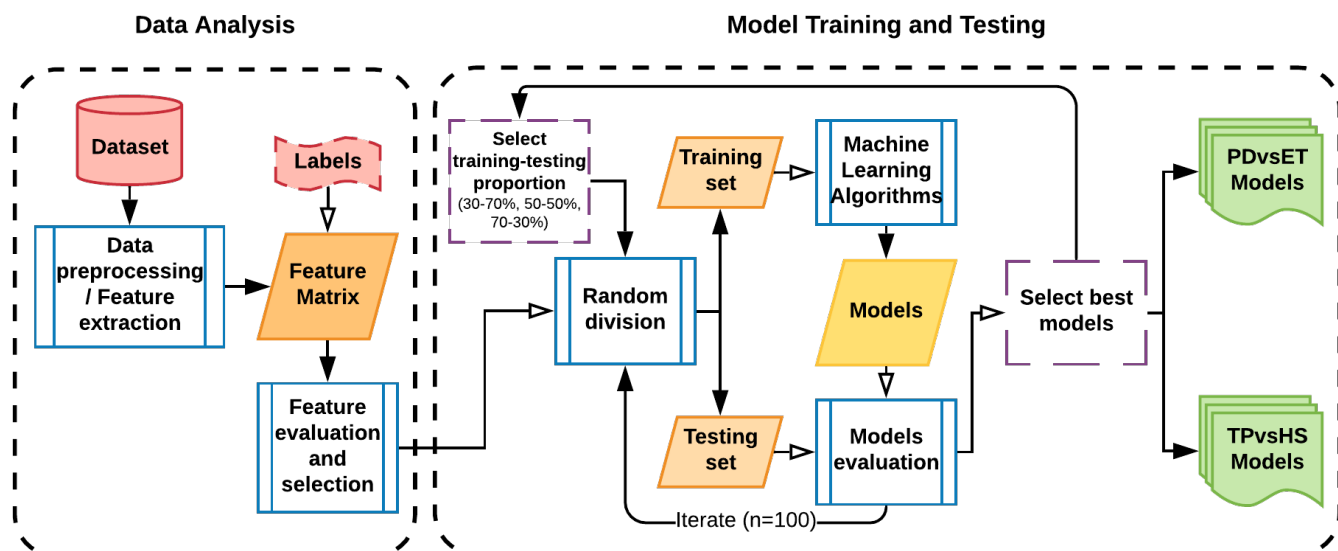 Data Analysis
Model Training and Testing
Dataset
Labels
Data
preprocessing
/ Feature
extraction
Feature
Matrix
Feature
evaluation
and
selection
Select
training-testing
proportion
(30-70%, 50-50%,
70-30%)
Random
division
Training
set
Testing
set
Machine
Learning
Algorithms
Models
Models
evaluation
Iterate (n=100)
Select best
models
PDvsET
Models
TPvsHS
Models